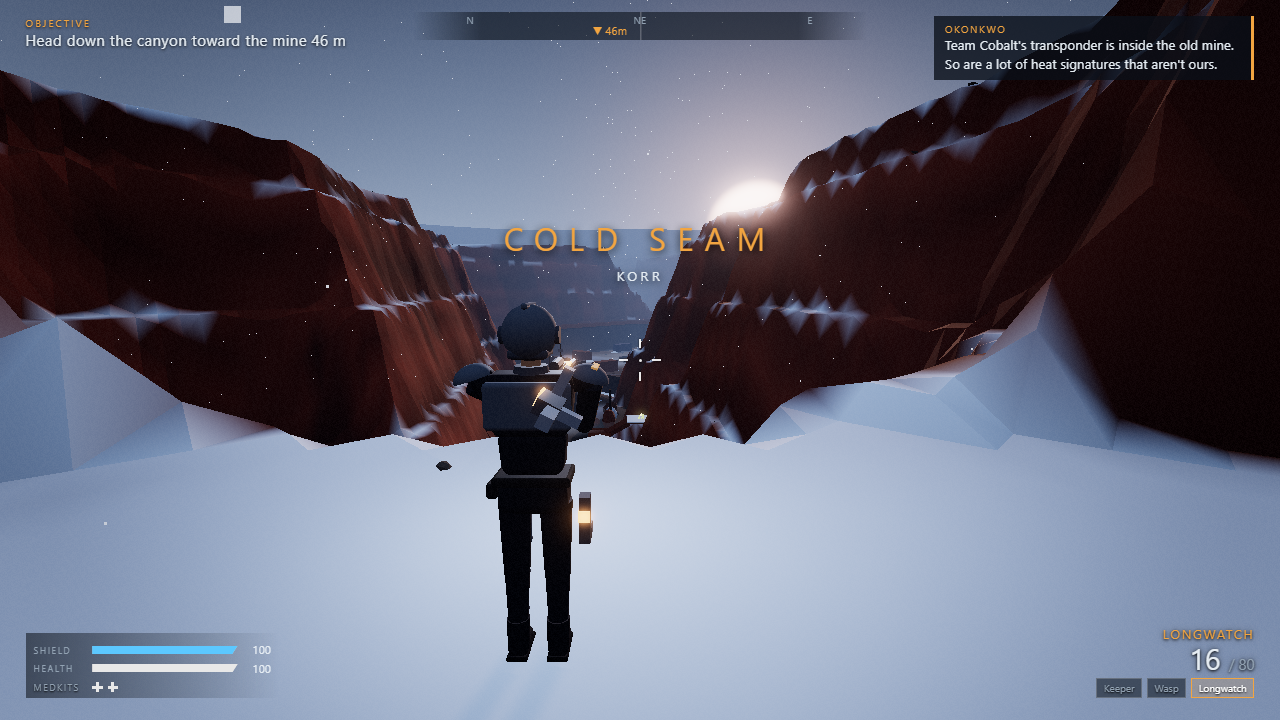 OBJECTIVE
Head down the canyon toward the mine 46 m
N NE E
46m
OKONKWO
Team Cobalt's transponder is inside the old mine.
So are a lot of heat signatures that aren't ours.
COLD SEAM
KORR
SHIELD 100
HEALTH 100
MEDKITS
LONGWATCH
16 / 80
Keeper Wasp Longwatch